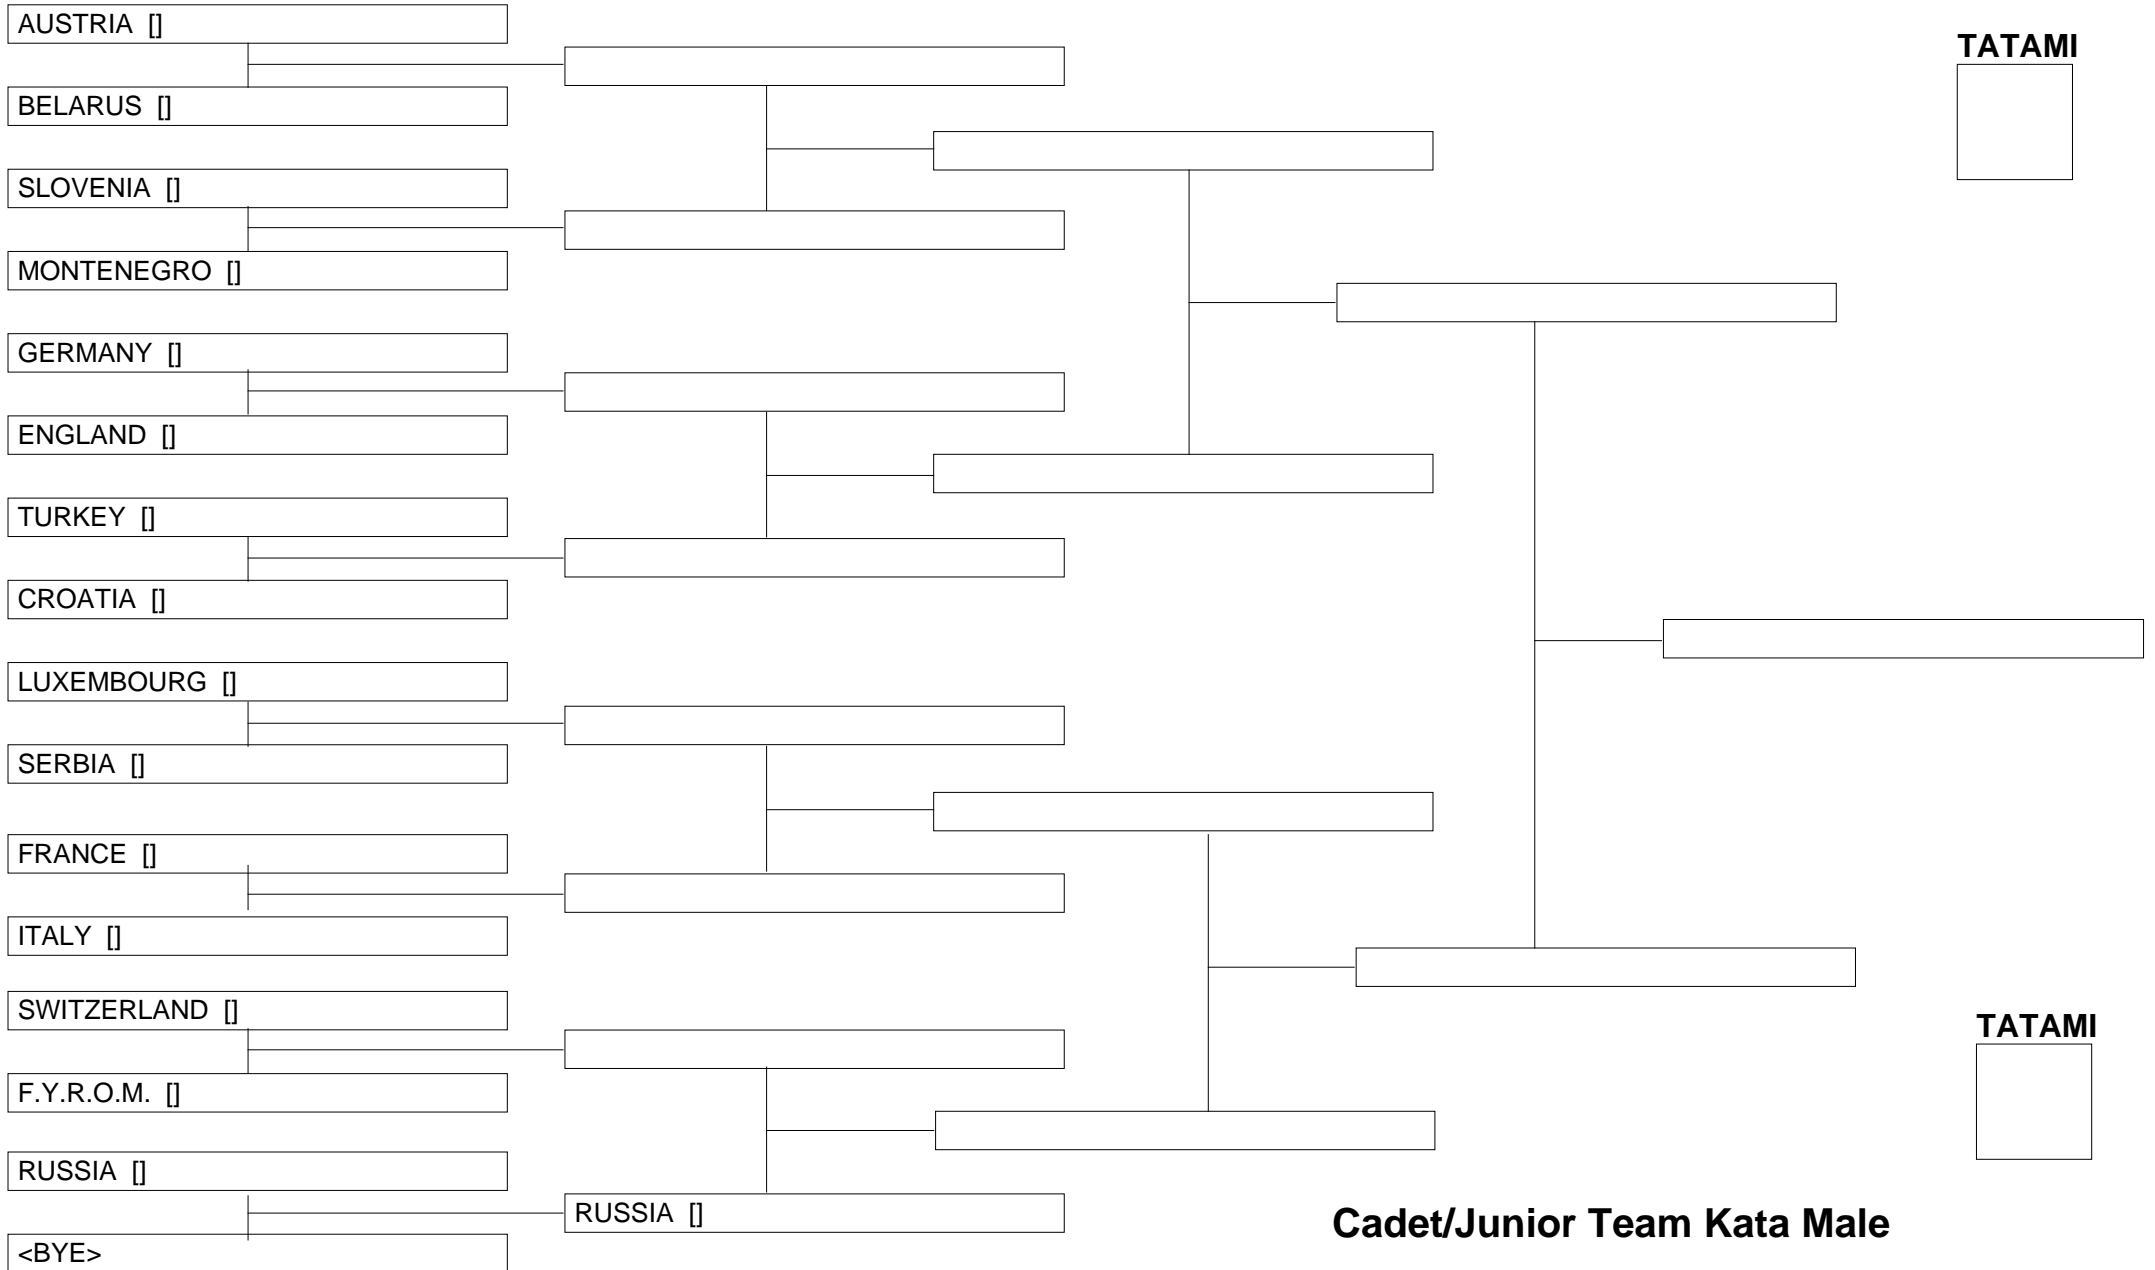 AUSTRIA []
TATAMI
BELARUS []
SLOVENIA []
MONTENEGRO []
GERMANY []
ENGLAND []
TURKEY []
CROATIA []
LUXEMBOURG []
SERBIA []
FRANCE []
ITALY []
SWITZERLAND []
TATAMI
F.Y.R.O.M. []
RUSSIA []
RUSSIA []
Cadet/Junior Team Kata Male
<BYE>